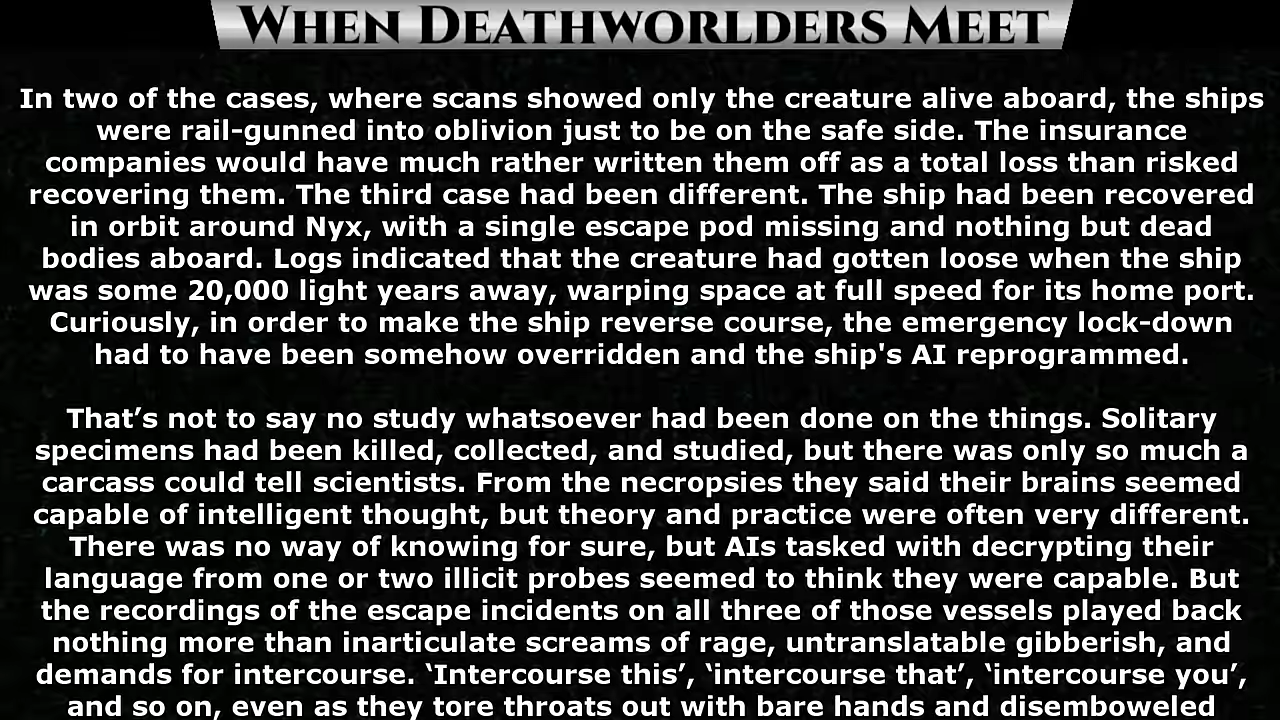 When Deathworlders Meet
In two of the cases, where scans showed only the creature alive aboard, the ships
were rail-gunned into oblivion just to be on the safe side. The insurance
companies would have much rather written them off as a total loss than risked
recovering them. The third case had been different. The ship had been recovered
in orbit around Nyx, with a single escape pod missing and nothing but dead
bodies aboard. Logs indicated that the creature had gotten loose when the ship
was some 20,000 light years away, warping space at full speed for its home port.
Curiously, in order to make the ship reverse course, the emergency lock-down
had to have been somehow overridden and the ship's AI reprogrammed.
That’s not to say no study whatsoever had been done on the things. Solitary
specimens had been killed, collected, and studied, but there was only so much a
carcass could tell scientists. From the necropsies they said their brains seemed
capable of intelligent thought, but theory and practice were often very different.
There was no way of knowing for sure, but AIs tasked with decrypting their
language from one or two illicit probes seemed to think they were capable. But
the recordings of the escape incidents on all three of those vessels played back
nothing more than inarticulate screams of rage, untranslatable gibberish, and
demands for intercourse. ‘Intercourse this’, ‘intercourse that’, ‘intercourse you’,
and so on, even as they tore throats out with bare hands and disemboweled